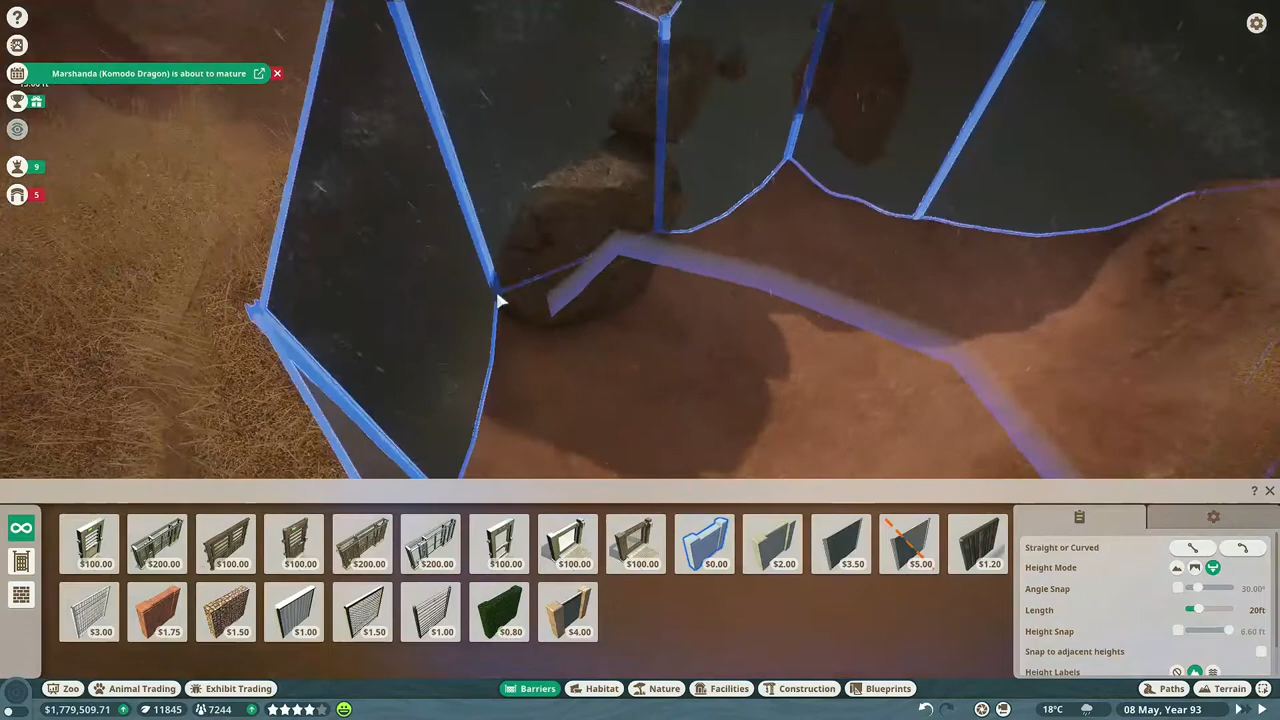 ?
Marshanda (Komodo Dragon) is about to mature
9
5
?
$100.00 $200.00 $100.00 $100.00 $200.00 $200.00 $100.00 $100.00 $100.00 $0.00 $2.00 $3.50 $5.00 $1.20
$3.00 $1.75 $1.50 $1.00 $1.50 $1.00 $0.80 $4.00
Straight or Curved
Height Mode
Angle Snap 30.00°
Length 20ft
Height Snap 6.60 ft
Snap to adjacent heights
Height Labels
Zoo Animal Trading Exhibit Trading Barriers Habitat Nature Facilities Construction Blueprints Paths Terrain
$1,779,509.71 11845 7244 18°C 08 May, Year 93